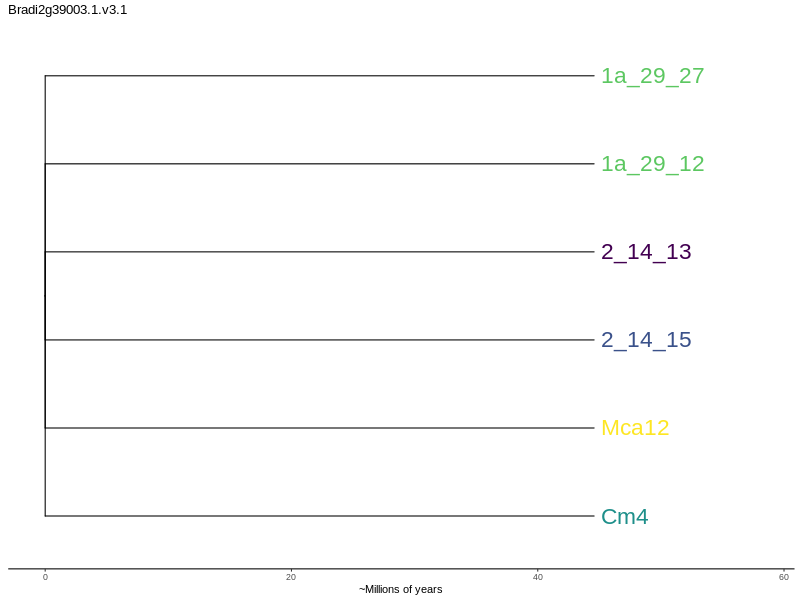 Bradi2g39003.1.v3.1
1a_29_27
1a_29_12
2_14_13
2_14_15
Mca12
Cm4
0 20 40 60
~Millions of years